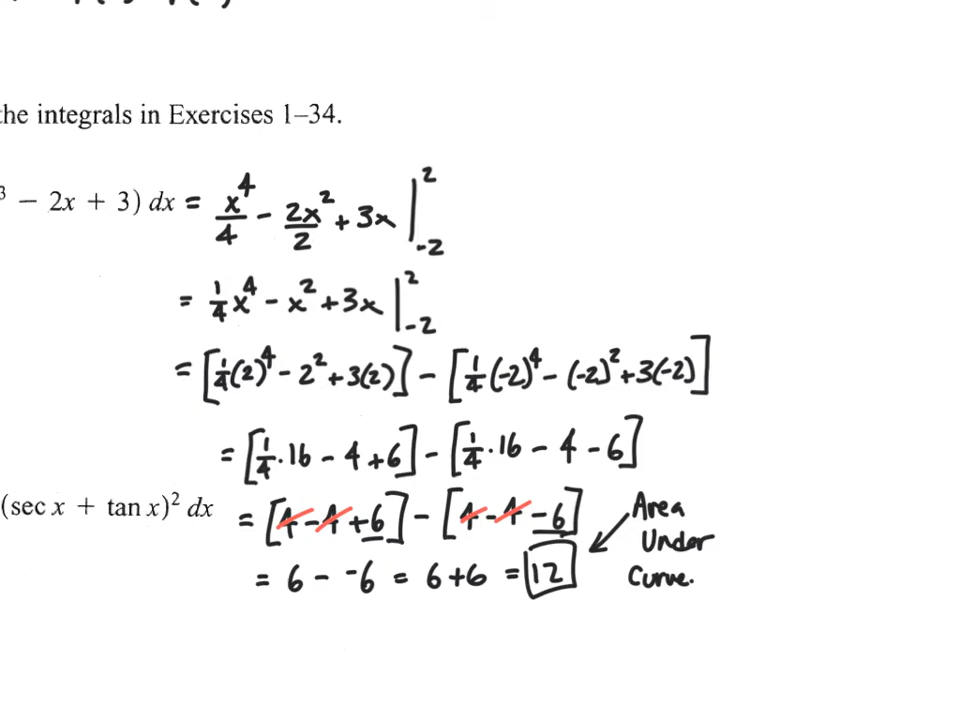 the integrals in Exercises 1–34.
³ − 2x + 3) dx = x⁴/4 - 2x²/2 + 3x |₋₂²
= 1/4 x⁴ - x² + 3x |₋₂²
= [1/4(2)⁴ - 2² + 3(2)] - [1/4(-2)⁴ - (-2)² + 3(-2)]
= [1/4·16 - 4 + 6] - [1/4·16 - 4 - 6]
(sec x + tan x)² dx
= [4 - 4 + 6] - [4 - 4 - 6]
= 6 - -6 = 6+6 = 12
Area
Under
Curve.